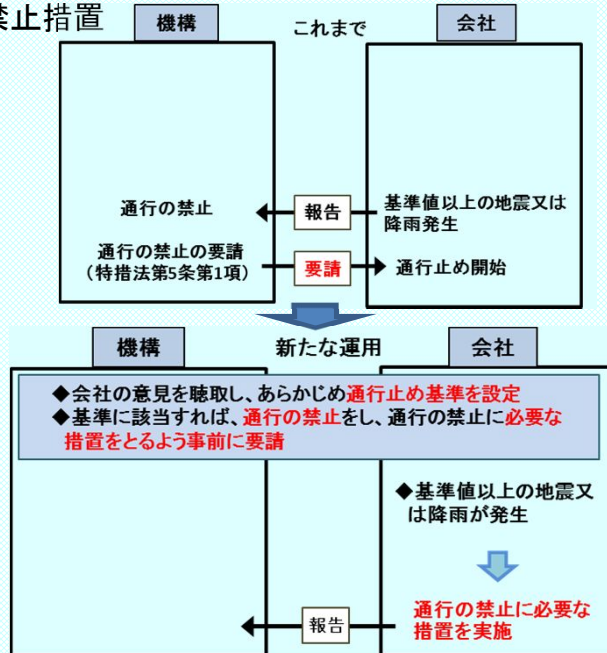 禁止措置
機構
これまで
会社
通行の禁止
報告
基準値以上の地震又は
降雨発生
通行の禁止の要請
(特措法第5条第1項)
要請
通行止め開始
機構
新たな運用
会社
◆会社の意見を聴取し、あらかじめ通行止め基準を設定
◆基準に該当すれば、通行の禁止をし、通行の禁止に必要な
措置をとるよう事前に要請
◆基準値以上の地震又
は降雨が発生
報告
通行の禁止に必要な
措置を実施